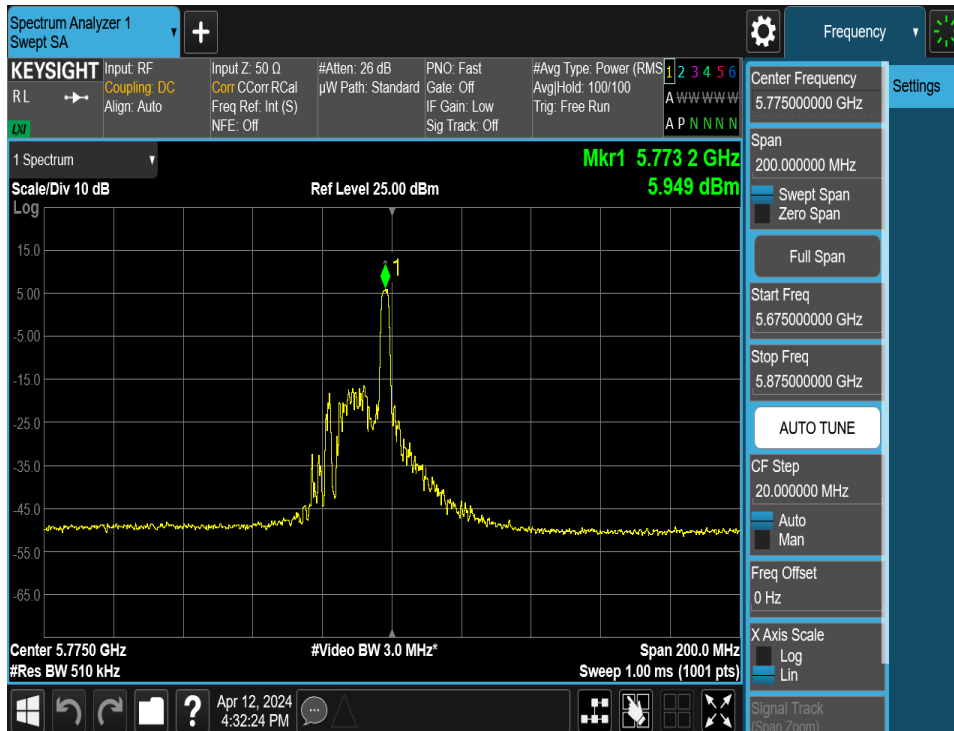 Spectrum Analyzer 1
Swept SA
+
Frequency
KEYSIGHT
R L
LXI
Input: RF
Coupling: DC
Align: Auto
Input Z: 50 Ω
Corr CCorr RCal
Freq Ref: Int (S)
NFE: Off
#Atten: 26 dB
µW Path: Standard
PNO: Fast
Gate: Off
IF Gain: Low
Sig Track: Off
#Avg Type: Power (RMS
Avg|Hold: 100/100
Trig: Free Run
1 2 3 4 5 6
A W W W W W
A P N N N N
1 Spectrum
Mkr1 5.773 2 GHz
5.949 dBm
Scale/Div 10 dB
Ref Level 25.00 dBm
Log
1
15.0
5.00
-5.00
-15.0
-25.0
-35.0
-45.0
-55.0
-65.0
Center 5.7750 GHz
#Video BW 3.0 MHz*
Span 200.0 MHz
#Res BW 510 kHz
Sweep 1.00 ms (1001 pts)
Center Frequency
5.775000000 GHz
Span
200.000000 MHz
Swept Span
Zero Span
Full Span
Start Freq
5.675000000 GHz
Stop Freq
5.875000000 GHz
AUTO TUNE
CF Step
20.000000 MHz
Auto
Man
Freq Offset
0 Hz
X Axis Scale
Log
Lin
Signal Track
(Span Zoom)
Settings
?
Apr 12, 2024
4:32:24 PM